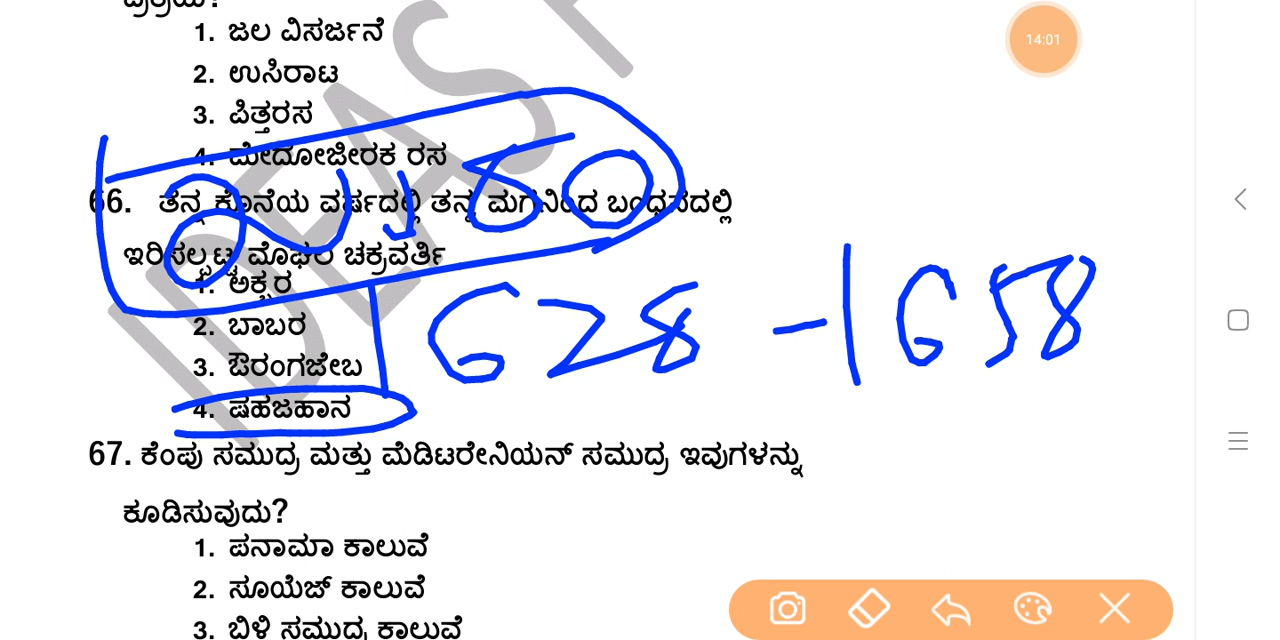 1. ಜಲ ವಿಸರ್ಜನೆ
14:01
2. ಉಸಿರಾಟ
3. ಪಿತ್ತರಸ
4. ಮೇದೋಜೀರಕ ರಸ
66. ತನ್ನ ಕೊನೆಯ ವರ್ಷದಲ್ಲಿ ತನ್ನ ಮಗನಿಂದ ಬಂಧನದಲ್ಲಿ
ಇರಿಸಲ್ಪಟ್ಟ ಮೊಘಲ ಚಕ್ರವರ್ತಿ
1. ಅಕ್ಬರ
2. ಬಾಬರ
1628 - 1658
3. ಔರಂಗಜೇಬ
4. ಷಹಜಹಾನ
67. ಕೆಂಪು ಸಮುದ್ರ ಮತ್ತು ಮೆಡಿಟರೇನಿಯನ್ ಸಮುದ್ರ ಇವುಗಳನ್ನು
ಕೂಡಿಸುವುದು?
1. ಪನಾಮಾ ಕಾಲುವೆ
2. ಸೂಯೆಜ್ ಕಾಲುವೆ
3. ಬಿಳಿ ಸಮುದ್ರ ಕಾಲುವೆ